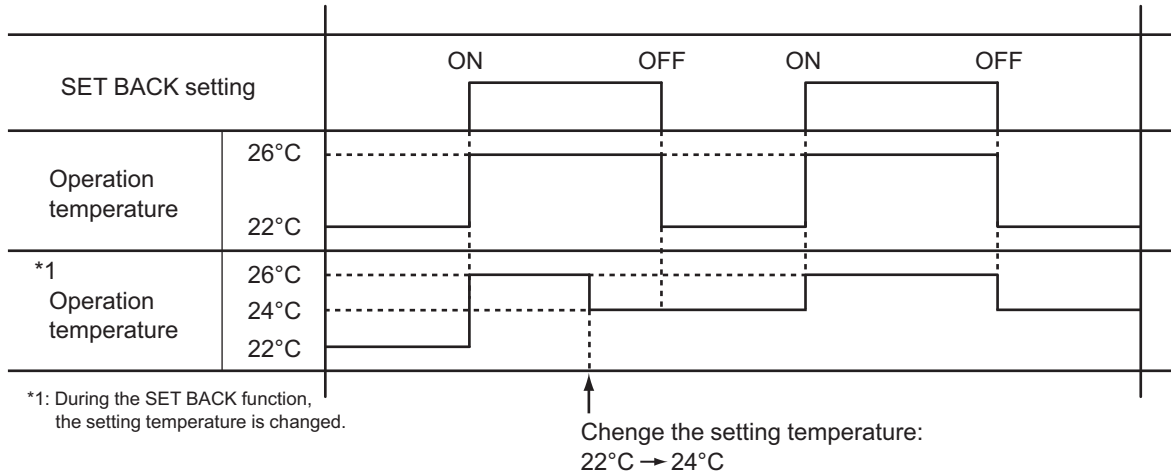 ON OFF ON OFF
SET BACK setting
26°C
Operation
temperature
22°C
*1
26°C
Operation
24°C
temperature
22°C
*1: During the SET BACK function,
the setting temperature is changed.
Chenge the setting temperature:
22°C → 24°C